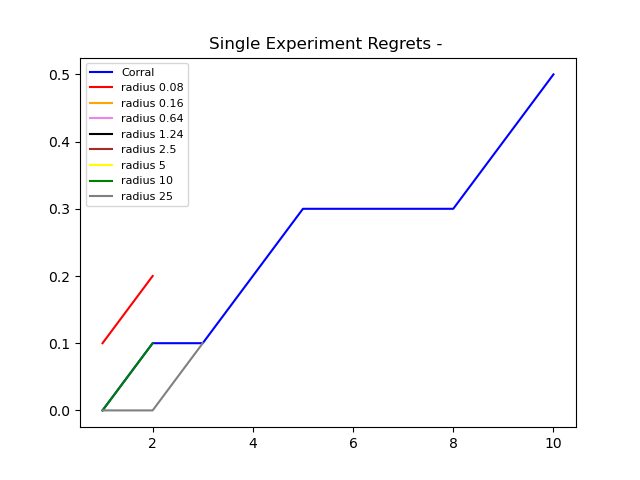 Single Experiment Regrets -
0.5
0.4
0.3
0.2
0.1
0.0
Corral
radius 0.08
radius 0.16
radius 0.64
radius 1.24
radius 2.5
radius 5
radius 10
radius 25
2
4
6
8
10